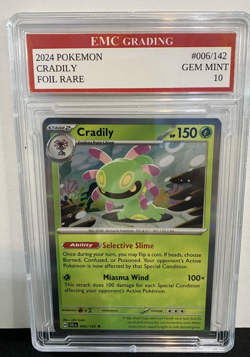 EMC GRADING
2024 POKEMON #006/142
CRADILY GEM MINT
FOIL RARE 10
STAGE 2 Cradily HP 150
Evolves from Lileep
Ability Selective Slime
Once during your turn, you may flip a coin. If heads, choose
Burned, Confused, or Poisoned. Your opponent's Active
Pokémon is now affected by that Special Condition.
Miasma Wind 100×
This attack does 100 damage for each Special Condition
affecting your opponent's Active Pokémon.